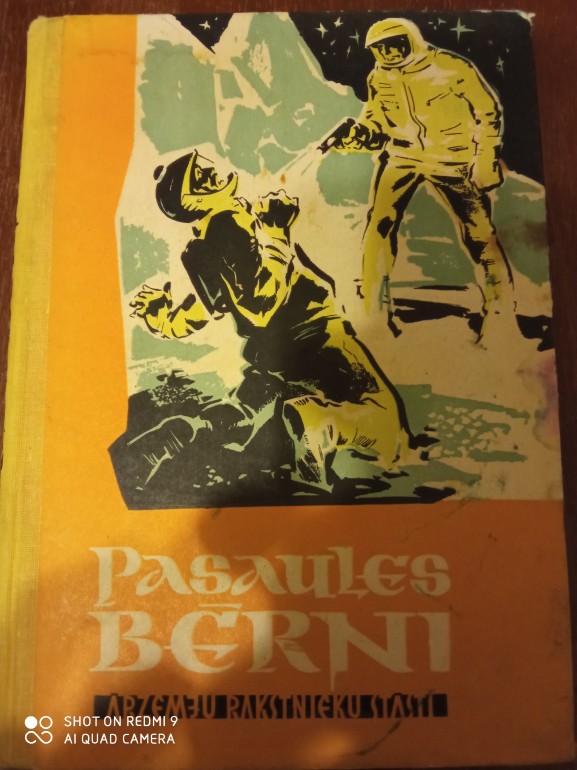 PASAULES
BĒRNI
ĀRZEMJU RAKSTNIEKU STĀSTI
SHOT ON REDMI 9
AI QUAD CAMERA